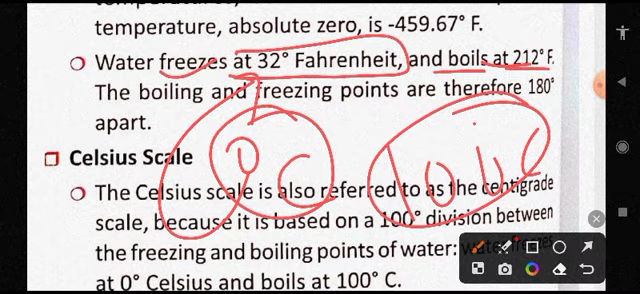 temperature, absolute zero, is -459.67° F.
Water freezes at 32° Fahrenheit, and boils at 212°F.
The boiling and freezing points are therefore 180°
apart.
Celsius Scale
The Celsius scale is also referred to as the centigrade
scale, because it is based on a 100° division between
the freezing and boiling points of water:
at 0° Celsius and boils at 100° C.